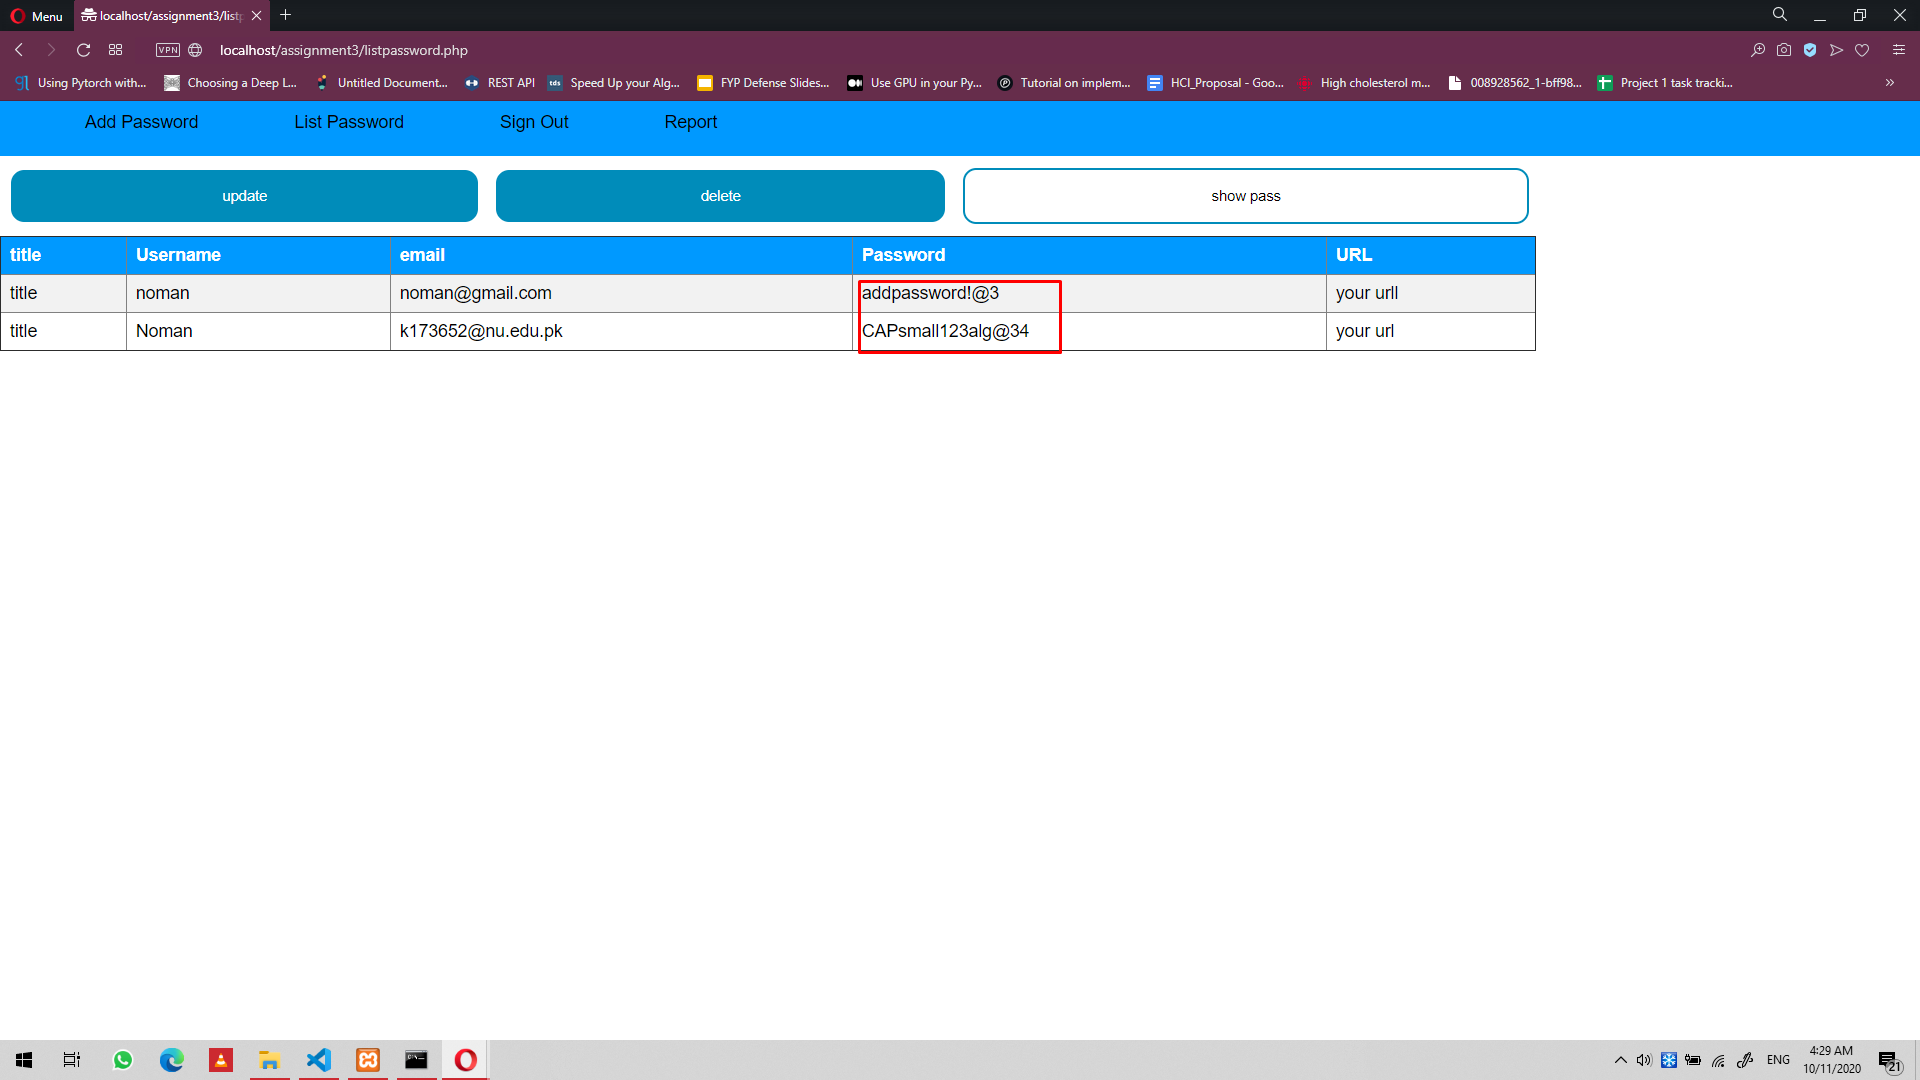 Menu
localhost/assignment3/listp
VPN
localhost/assignment3/listpassword.php
Using Pytorch with...
Choosing a Deep L...
Untitled Document...
REST API
tds
Speed Up your Alg...
FYP Defense Slides...
Use GPU in your Py...
Tutorial on implem...
HCI_Proposal - Goo...
High cholesterol m...
008928562_1-bff98...
Project 1 task tracki...
Add Password
List Password
Sign Out
Report
update
delete
show pass
title Username email Password URL
title noman noman@gmail.com addpassword!@3 your urll
title Noman k173652@nu.edu.pk CAPsmall123alg@34 your url
ENG
4:29 AM
10/11/2020
21